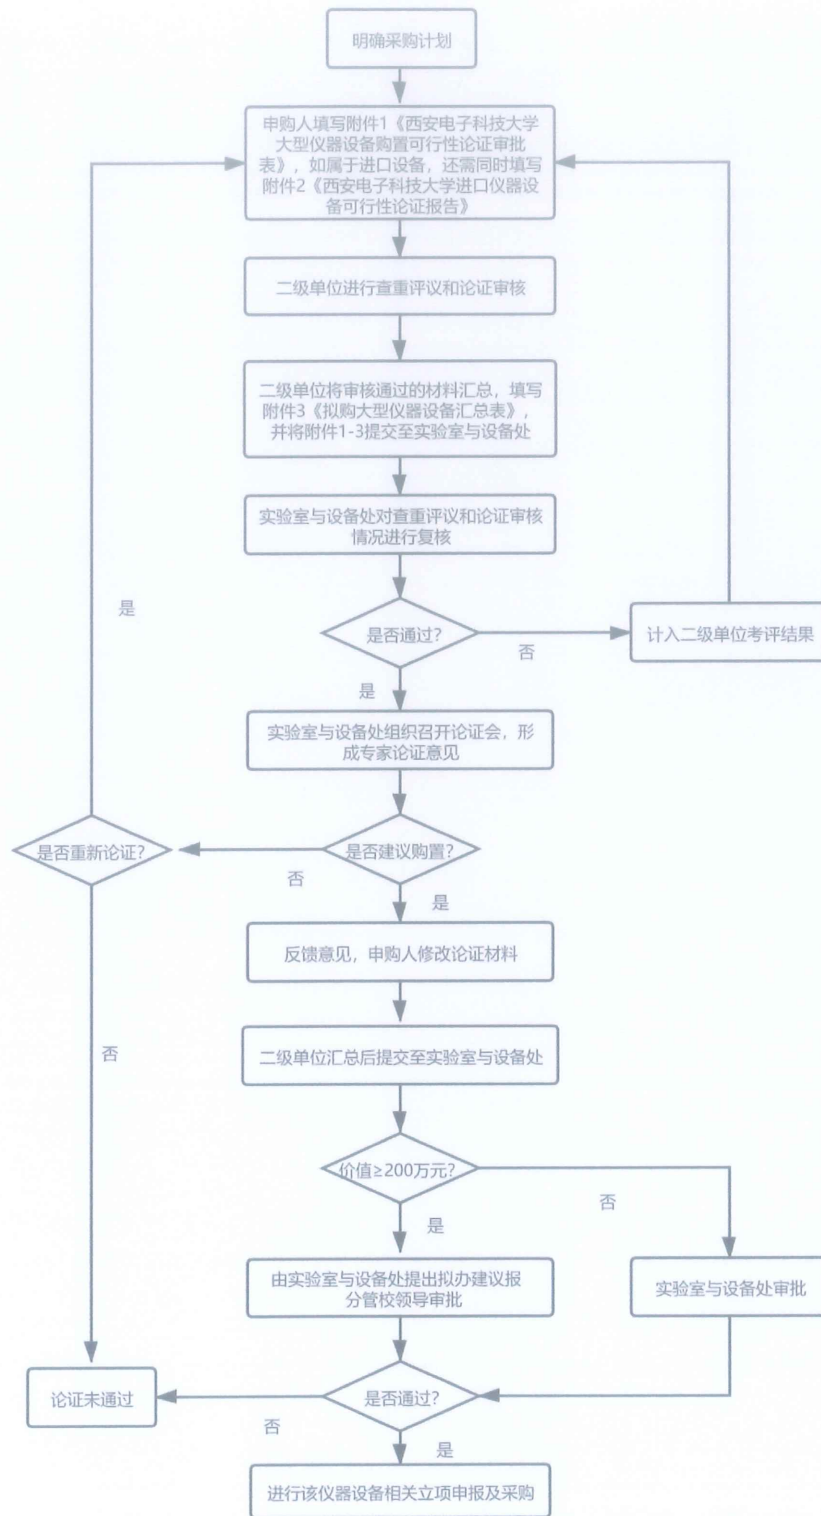 明确采购计划
申购人填写附件1《西安电子科技大学
大型仪器设备购置可行性论证审批
表》，如属于进口设备，还需同时填写
附件2《西安电子科技大学进口仪器设
备可行性论证报告》
二级单位进行查重评议和论证审核
二级单位将审核通过的材料汇总，填写
附件3《拟购大型仪器设备汇总表》，
并将附件1-3提交至实验室与设备处
实验室与设备处对查重评议和论证审核
情况进行复核
是
是否通过？
否
计入二级单位考评结果
是
实验室与设备处组织召开论证会，形
成专家论证意见
是否重新论证？
否
是否建议购置？
是
反馈意见，申购人修改论证材料
否
二级单位汇总后提交至实验室与设备处
价值≥200万元？
否
是
由实验室与设备处提出拟办建议报
分管校领导审批
实验室与设备处审批
论证未通过
否
是否通过？
是
进行该仪器设备相关立项申报及采购